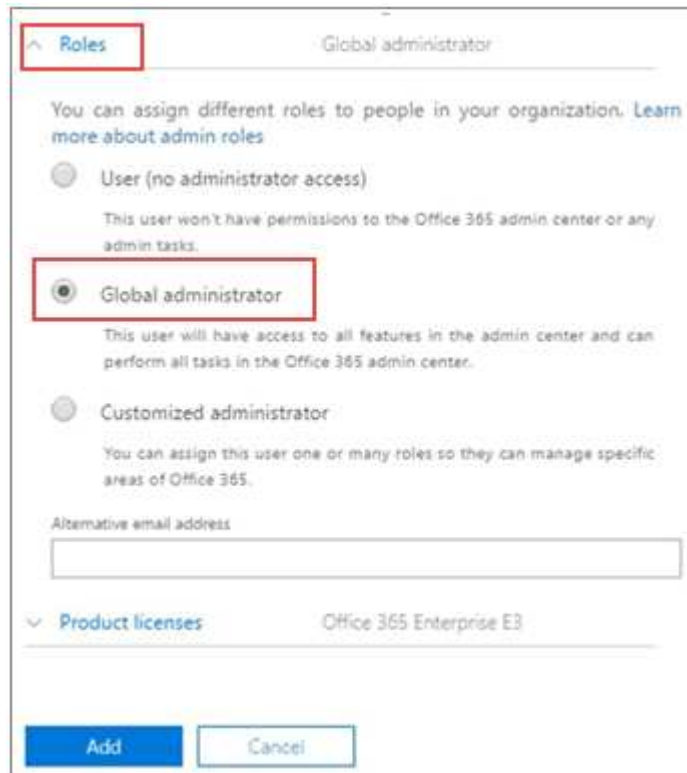 Roles Global administrator
You can assign different roles to people in your organization. Learn
more about admin roles
User (no administrator access)
This user won't have permissions to the Office 365 admin center or any
admin tasks.
Global administrator
This user will have access to all features in the admin center and can
perform all tasks in the Office 365 admin center.
Customized administrator
You can assign this user one or many roles so they can manage specific
areas of Office 365.
Alternative email address
Product licenses Office 365 Enterprise E3
Add Cancel